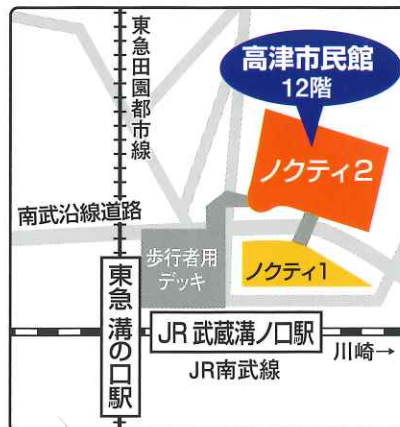 東急田園都市線
高津市民館
12階
ノクティ2
南武沿線道路
歩行者用
デッキ
ノクティ1
東急 溝の口駅
JR 武蔵溝ノ口駅
川崎→
JR南武線